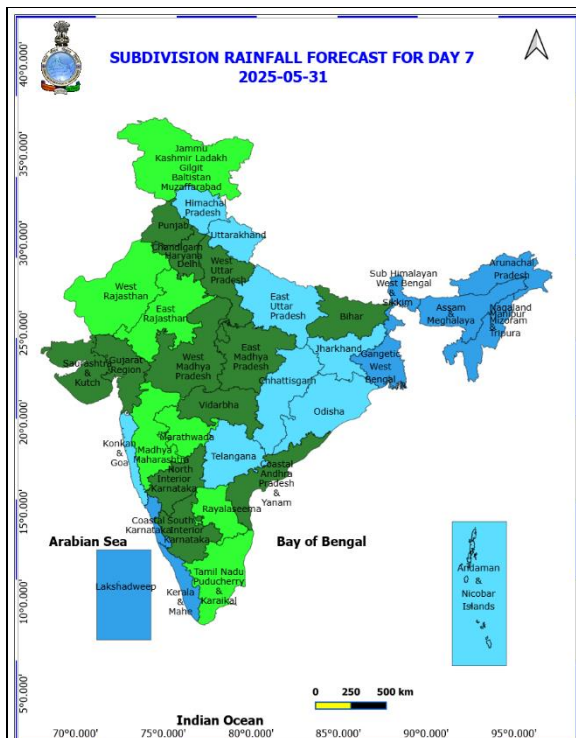 SUBDIVISION RAINFALL FORECAST FOR DAY 7
2025-05-31
40°0.000'
35°0.000'
30°0.000'
25°0.000'
20°0.000'
15°0.000'
10°0.000'
5°0.000'
Jammu
Kashmir Ladakh
Gilgit
Baltistan
Muzaffarabad
Himachal
Pradesh
Punjab
Uttarakhand
Chandigarh
Haryana
Delhi
West
Uttar
Pradesh
Arunachal
Pradesh
Sub Himalayan
West Bengal
&
Sikkim
West
Rajasthan
East
Rajasthan
East
Uttar
Pradesh
Bihar
Assam
&
Meghalaya
Nagaland
Manipur
Mizoram
&
Tripura
Saurashtra
&
Kutch
Gujarat
Region
West
Madhya
Pradesh
East
Madhya
Pradesh
Jharkhand
Gangetic
West
Bengal
Chhattisgarh
Odisha
Vidarbha
Konkan
&
Goa
Madhya
Maharashtra
Marathwada
Telangana
North
Interior
Karnataka
Coastal
Andhra
Pradesh
&
Yanam
Rayalaseema
Coastal
Karnataka
South
Interior
Karnataka
Arabian Sea
Bay of Bengal
Lakshadweep
Kerala
&
Mahe
Tamil Nadu
Puducherry
&
Karaikal
Andaman
&
Nicobar
Islands
0 250 500 km
Indian Ocean
70°0.000' 75°0.000' 80°0.000' 85°0.000' 90°0.000' 95°0.000'